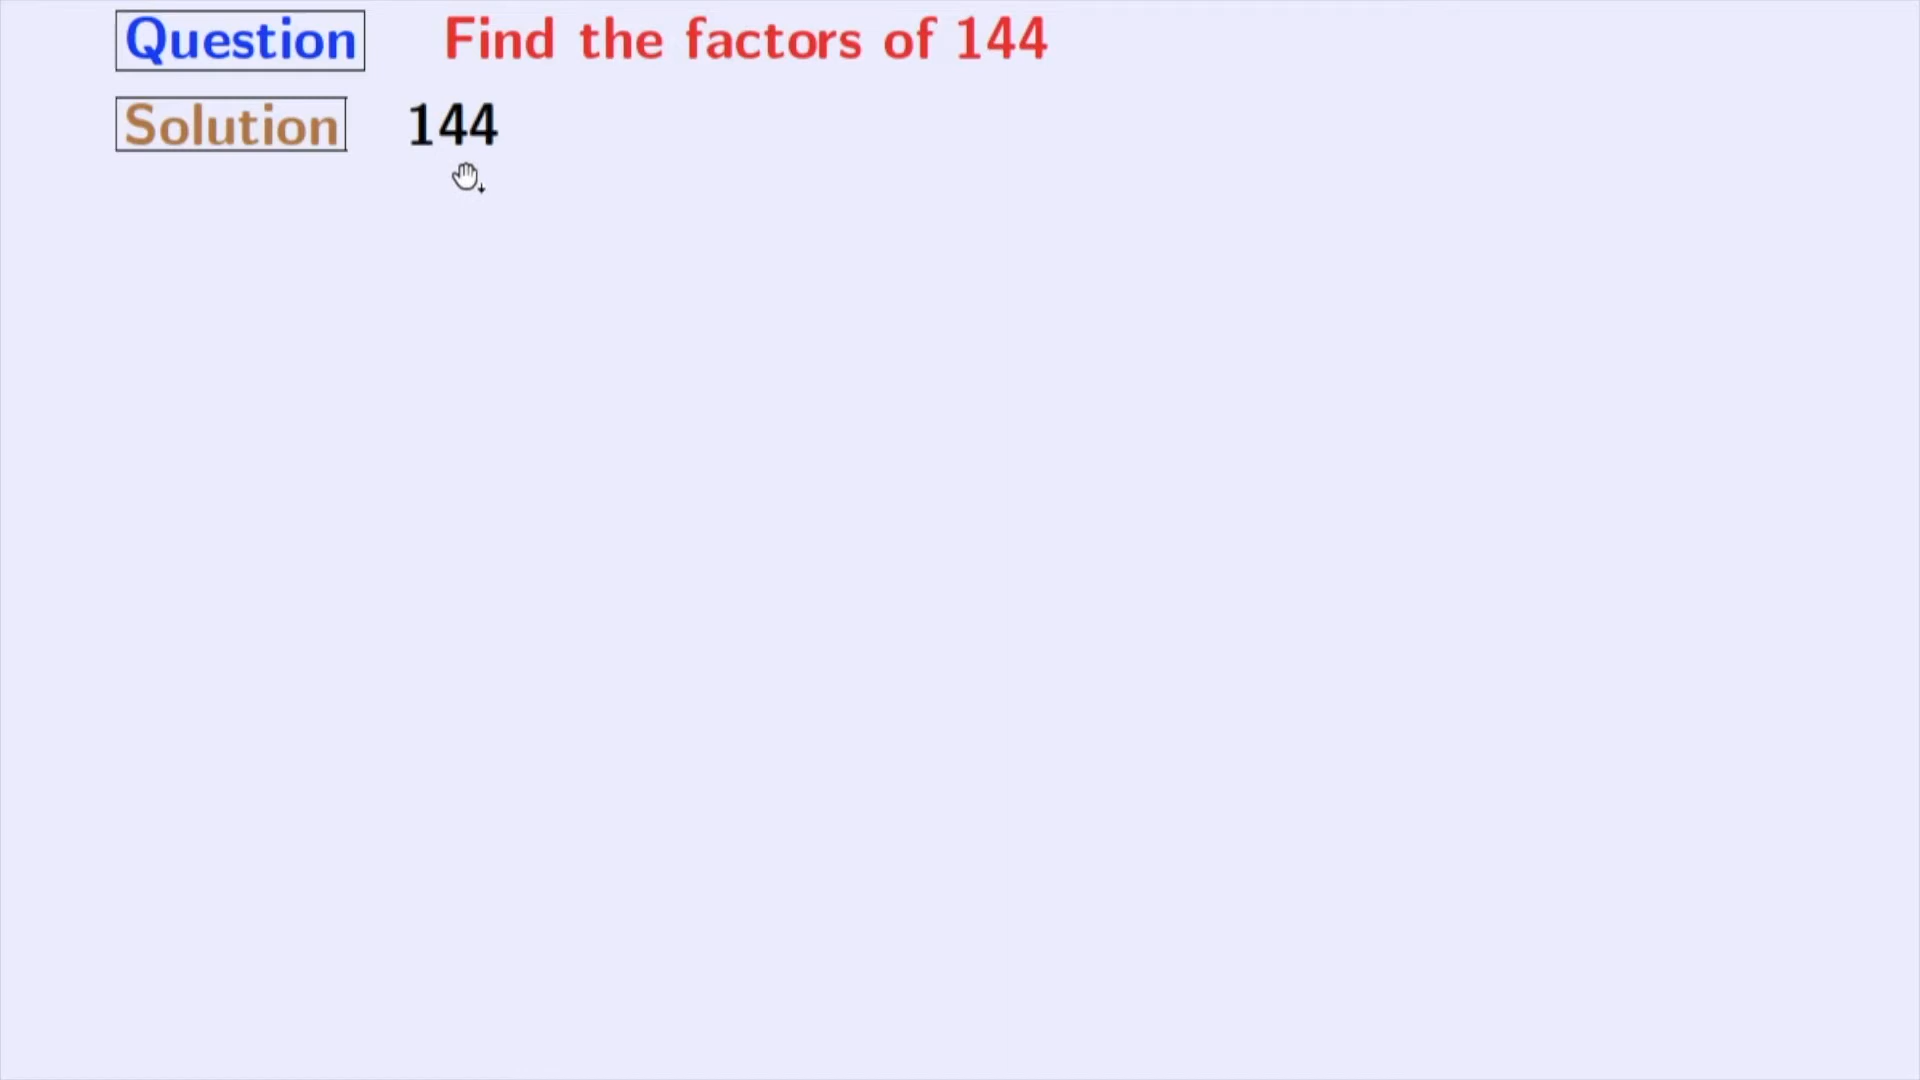 Question Find the factors of 144
Solution 144